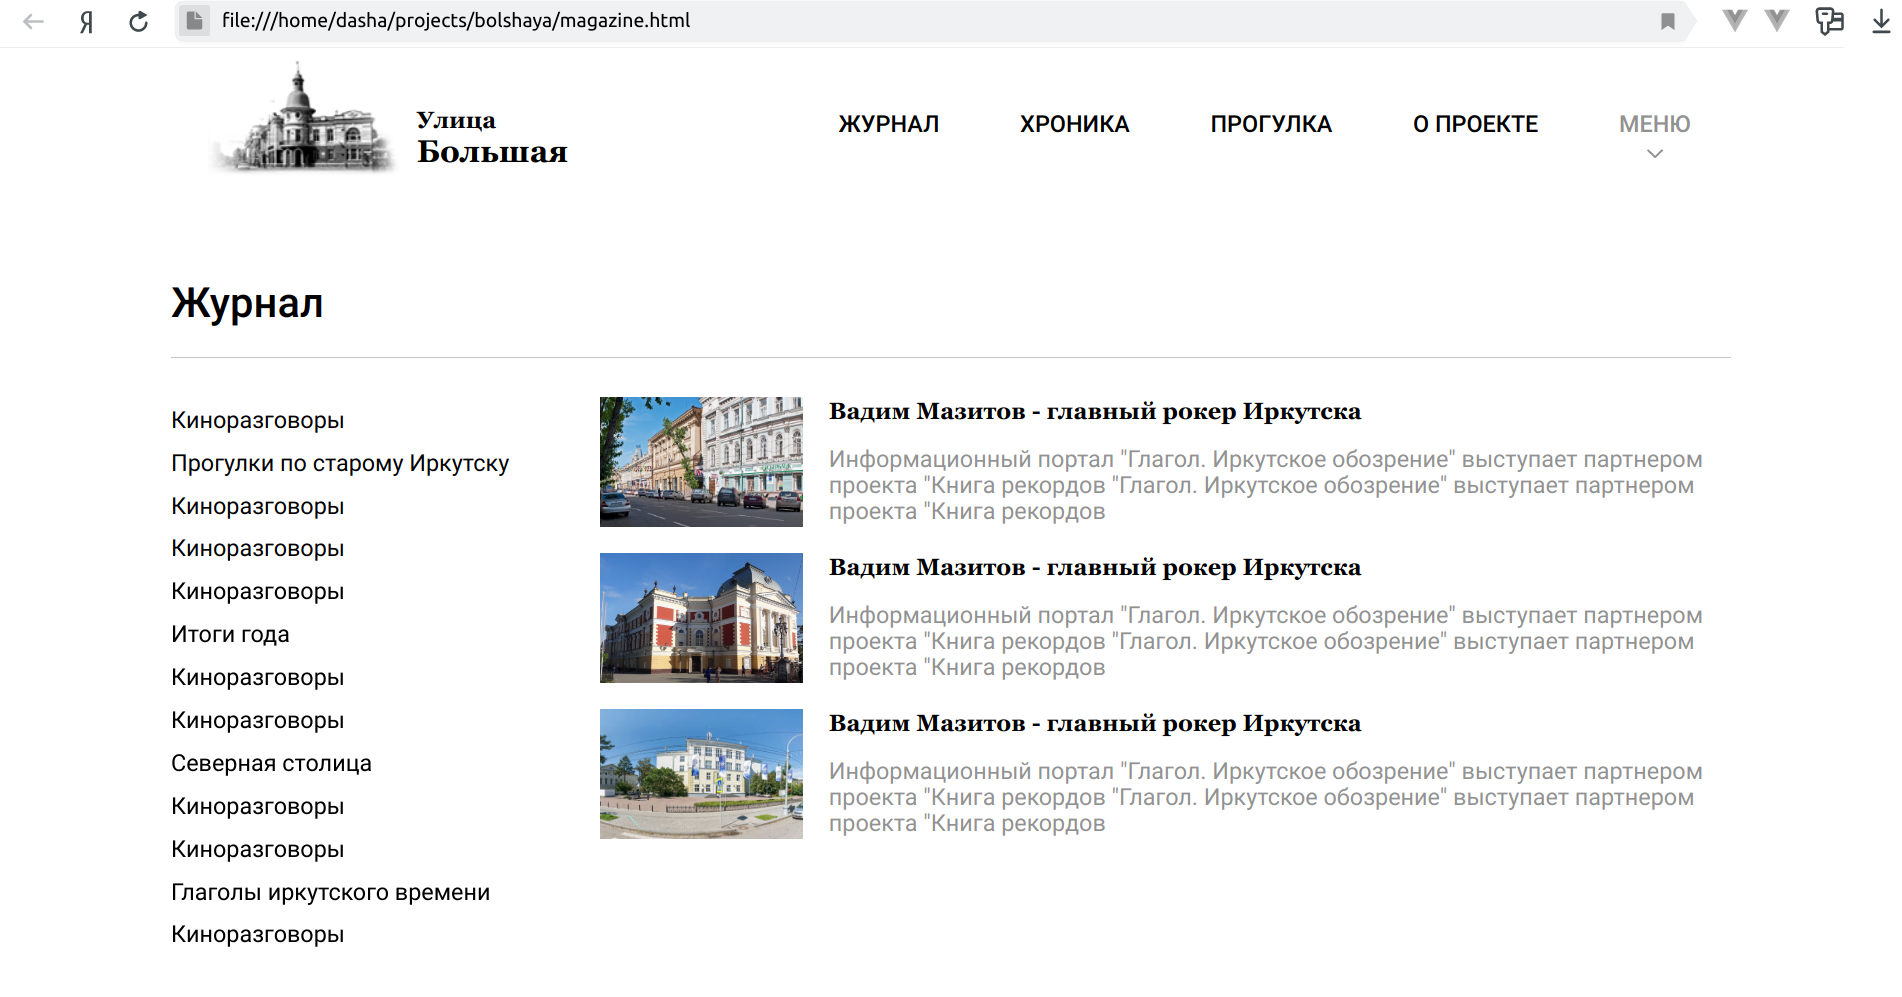 Я
file:///home/dasha/projects/bolshaya/magazine.html
Улица
Большая
ЖУРНАЛ
ХРОНИКА
ПРОГУЛКА
О ПРОЕКТЕ
МЕНЮ
Журнал
Киноразговоры
Прогулки по старому Иркутску
Киноразговоры
Киноразговоры
Киноразговоры
Итоги года
Киноразговоры
Киноразговоры
Северная столица
Киноразговоры
Киноразговоры
Глаголы иркутского времени
Киноразговоры
Вадим Мазитов - главный рокер Иркутска
Информационный портал "Глагол. Иркутское обозрение" выступает партнером
проекта "Книга рекордов "Глагол. Иркутское обозрение" выступает партнером
проекта "Книга рекордов
Вадим Мазитов - главный рокер Иркутска
Информационный портал "Глагол. Иркутское обозрение" выступает партнером
проекта "Книга рекордов "Глагол. Иркутское обозрение" выступает партнером
проекта "Книга рекордов
Вадим Мазитов - главный рокер Иркутска
Информационный портал "Глагол. Иркутское обозрение" выступает партнером
проекта "Книга рекордов "Глагол. Иркутское обозрение" выступает партнером
проекта "Книга рекордов